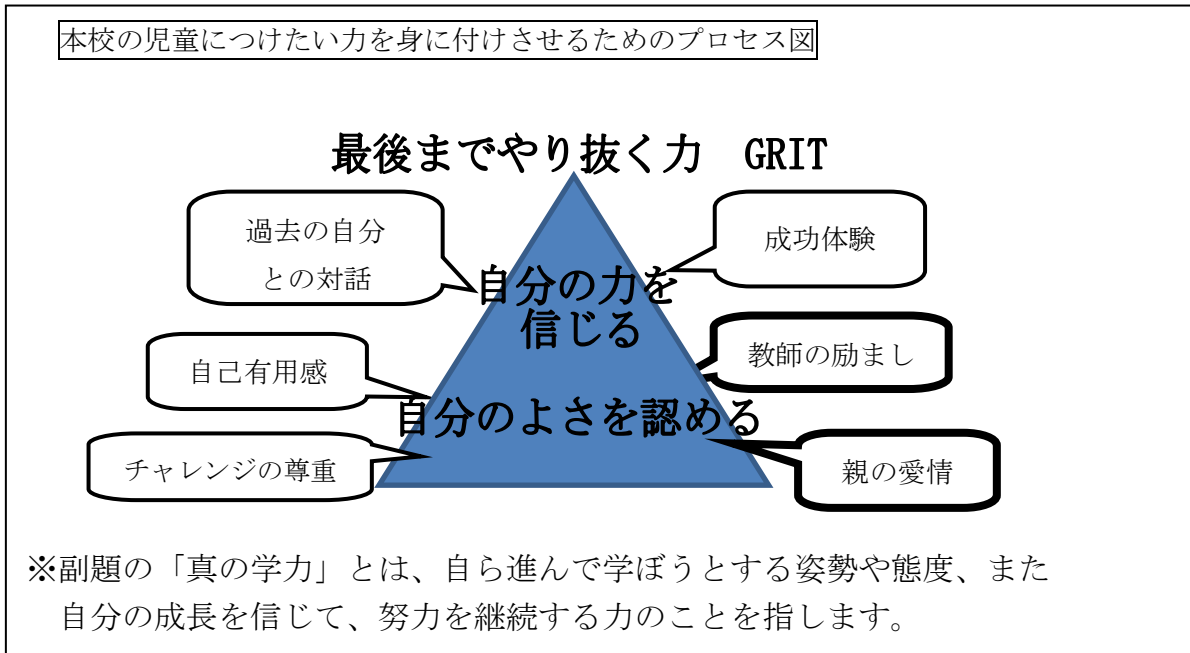 本校の児童につけたい力を身に付けさせるためのプロセス図
最後までやり抜く力　GRIT
過去の自分
との対話
成功体験
自分の力を
信じる
教師の励まし
自己有用感
自分のよさを認める
チャレンジの尊重
親の愛情
※副題の「真の学力」とは、自ら進んで学ぼうとする姿勢や態度、また
自分の成長を信じて、努力を継続する力のことを指します。